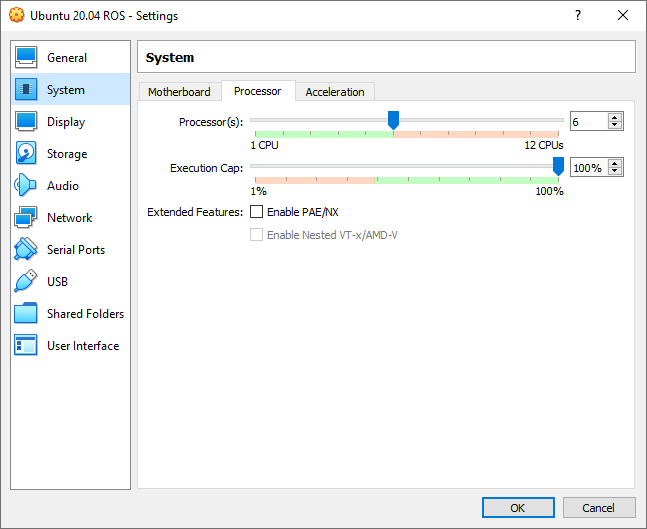 Ubuntu 20.04 ROS - Settings
?
General
System
Display
Storage
Audio
Network
Serial Ports
USB
Shared Folders
User Interface
System
Motherboard Processor Acceleration
Processor(s): 6
1 CPU 12 CPUs
Execution Cap: 100%
1% 100%
Extended Features: Enable PAE/NX
Enable Nested VT-x/AMD-V
OK Cancel